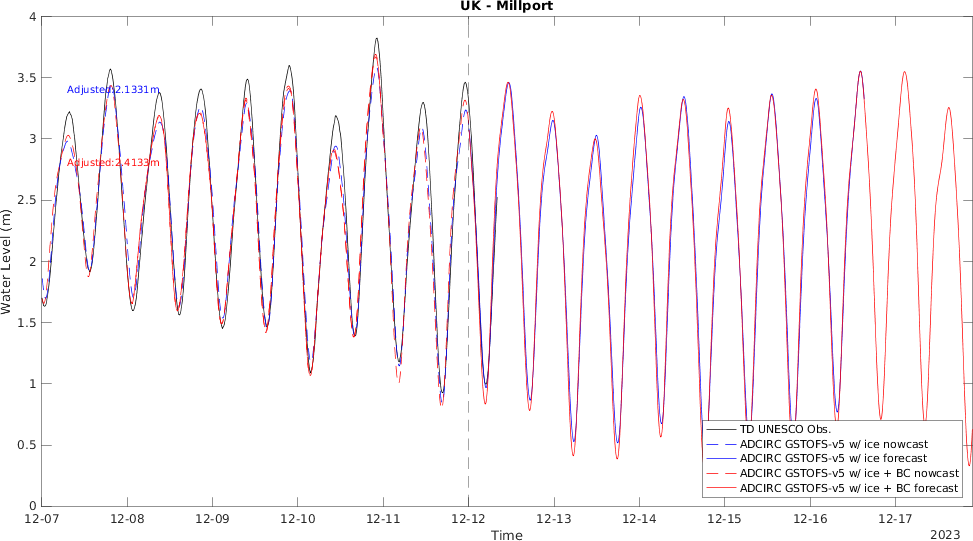 UK - Millport
4
3.5
3
2.5
2
1.5
1
0.5
0
Water Level (m)
Adjusted:2.1331m
Adjusted:2.4133m
TD UNESCO Obs.
ADCIRC GSTOFS-v5 w/ ice nowcast
ADCIRC GSTOFS-v5 w/ ice forecast
ADCIRC GSTOFS-v5 w/ ice + BC nowcast
ADCIRC GSTOFS-v5 w/ ice + BC forecast
12-07 12-08 12-09 12-10 12-11 12-12 12-13 12-14 12-15 12-16 12-17
Time
2023